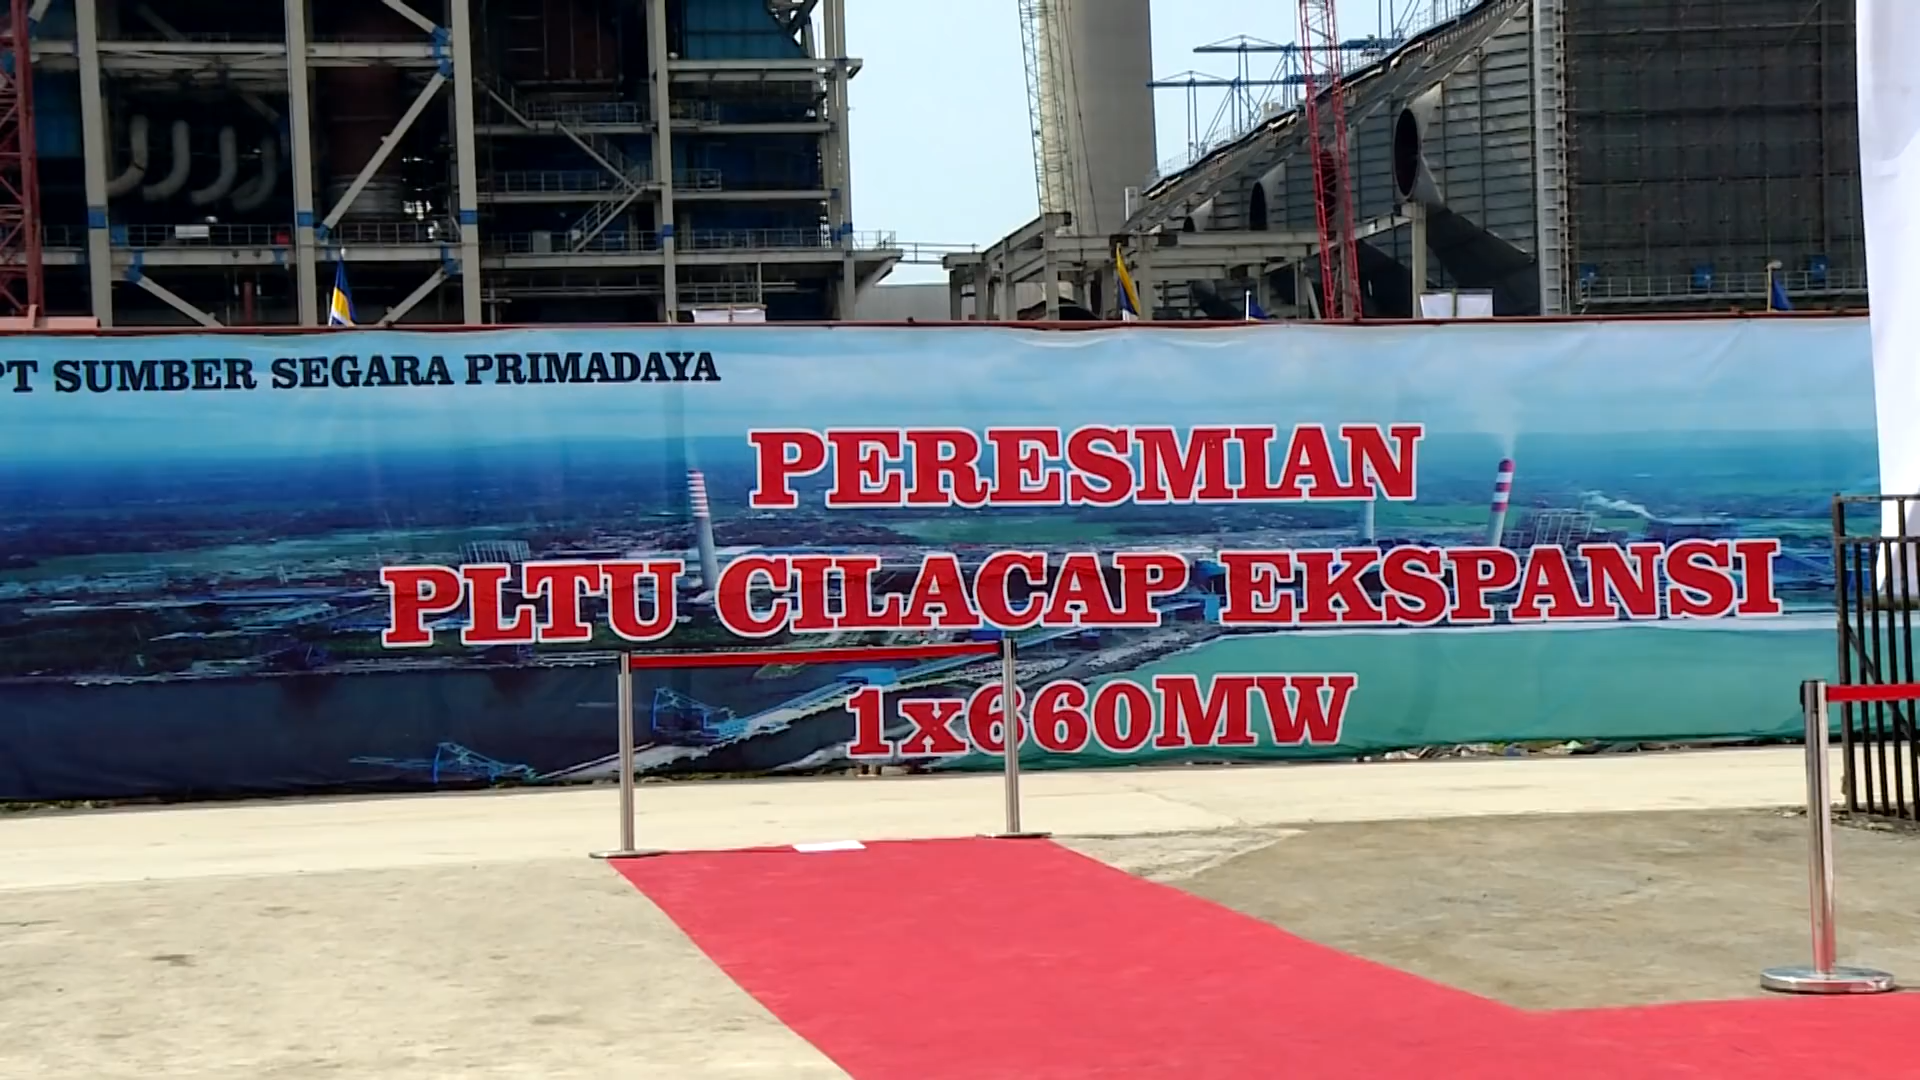 PT SUMBER SEGARA PRIMADAYA
PERESMIAN
PLTU CILACAP EKSPANSI
1x660MW